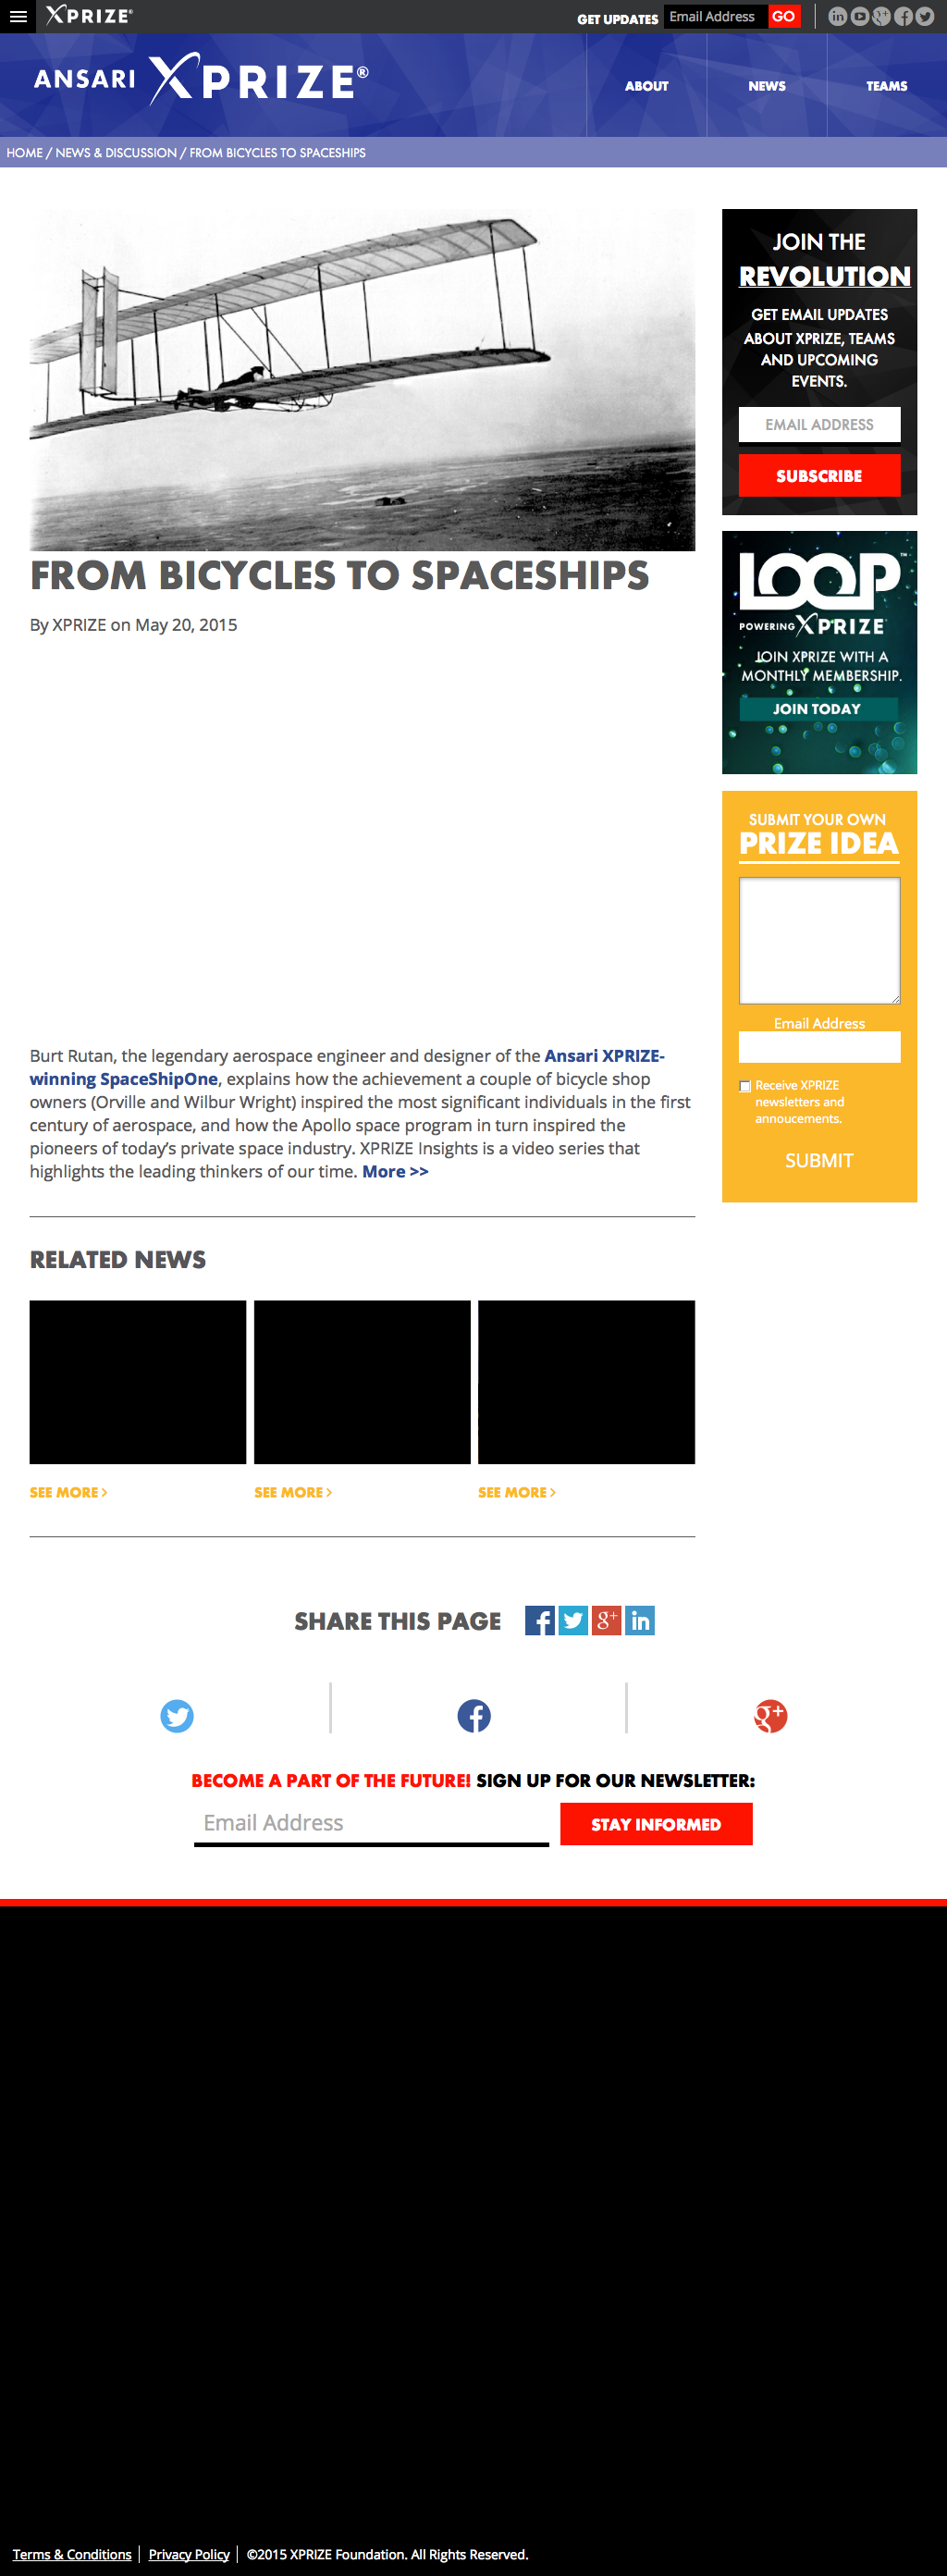 XPRIZE®
GET UPDATES
Email Address
GO
ANSARI XPRIZE®
ABOUT
NEWS
TEAMS
HOME / NEWS & DISCUSSION / FROM BICYCLES TO SPACESHIPS
FROM BICYCLES TO SPACESHIPS
By XPRIZE on May 20, 2015
Burt Rutan, the legendary aerospace engineer and designer of the Ansari XPRIZE-
winning SpaceShipOne, explains how the achievement a couple of bicycle shop
owners (Orville and Wilbur Wright) inspired the most significant individuals in the first
century of aerospace, and how the Apollo space program in turn inspired the
pioneers of today’s private space industry. XPRIZE Insights is a video series that
highlights the leading thinkers of our time. More >>
RELATED NEWS
SEE MORE >
SEE MORE >
SEE MORE >
JOIN THE
REVOLUTION
GET EMAIL UPDATES
ABOUT XPRIZE, TEAMS
AND UPCOMING
EVENTS.
EMAIL ADDRESS
SUBSCRIBE
LOOP™
POWERING XPRIZE
JOIN XPRIZE WITH A
MONTHLY MEMBERSHIP.
JOIN TODAY
SUBMIT YOUR OWN
PRIZE IDEA
Email Address
Receive XPRIZE
newsletters and
annoucements.
SUBMIT
SHARE THIS PAGE
BECOME A PART OF THE FUTURE! SIGN UP FOR OUR NEWSLETTER:
Email Address
STAY INFORMED
Terms & Conditions | Privacy Policy | ©2015 XPRIZE Foundation. All Rights Reserved.